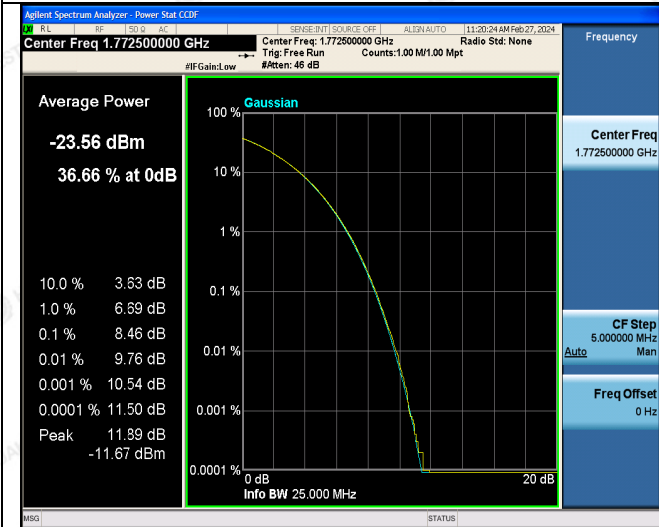 Agilent Spectrum Analyzer - Power Stat CCDF
LXI RL RF 50 Ω AC SENSE:INT SOURCE OFF ALIGN AUTO 11:20:24 AM Feb 27, 2024
Center Freq 1.772500000 GHz
Center Freq: 1.772500000 GHz Radio Std: None
Trig: Free Run Counts:1.00 M/1.00 Mpt
#IFGain:Low #Atten: 46 dB
Frequency
Average Power
-23.56 dBm
36.66 % at 0dB
10.0 % 3.63 dB
1.0 % 6.69 dB
0.1 % 8.46 dB
0.01 % 9.76 dB
0.001 % 10.54 dB
0.0001 % 11.50 dB
Peak 11.89 dB
-11.67 dBm
Gaussian
100 %
10 %
1 %
0.1 %
0.01 %
0.001 %
0.0001 %
0 dB 20 dB
Info BW 25.000 MHz
Center Freq
1.772500000 GHz
CF Step
5.000000 MHz
Auto Man
Freq Offset
0 Hz
MSG STATUS